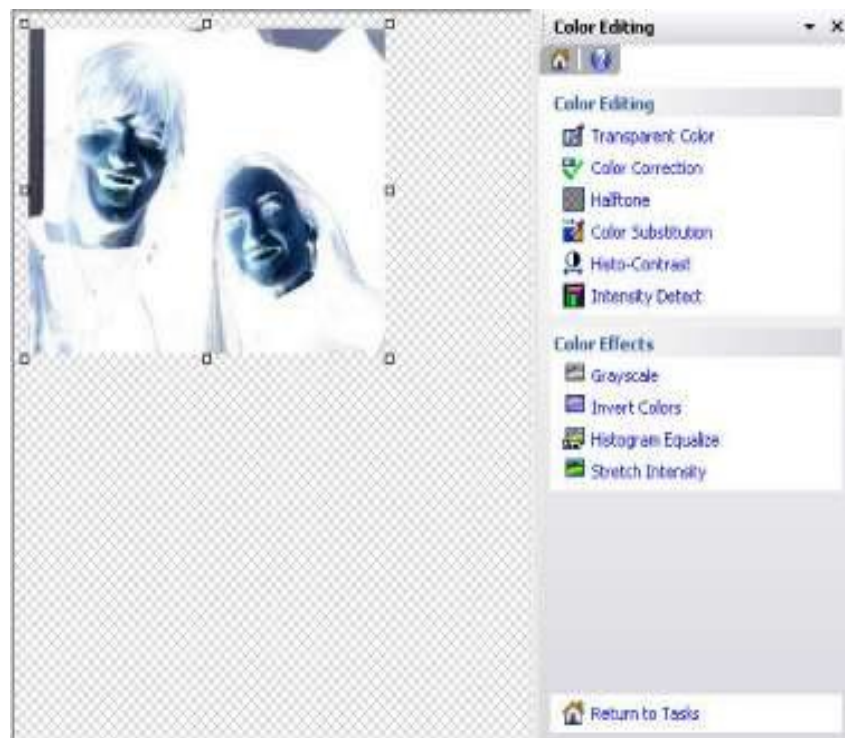 Color Editing
Color Editing
Transparent Color
Color Correction
Halftone
Color Substitution
Histo-Contrast
Intensity Detect
Color Effects
Grayscale
Invert Colors
Histogram Equalize
Stretch Intensity
Return to Tasks